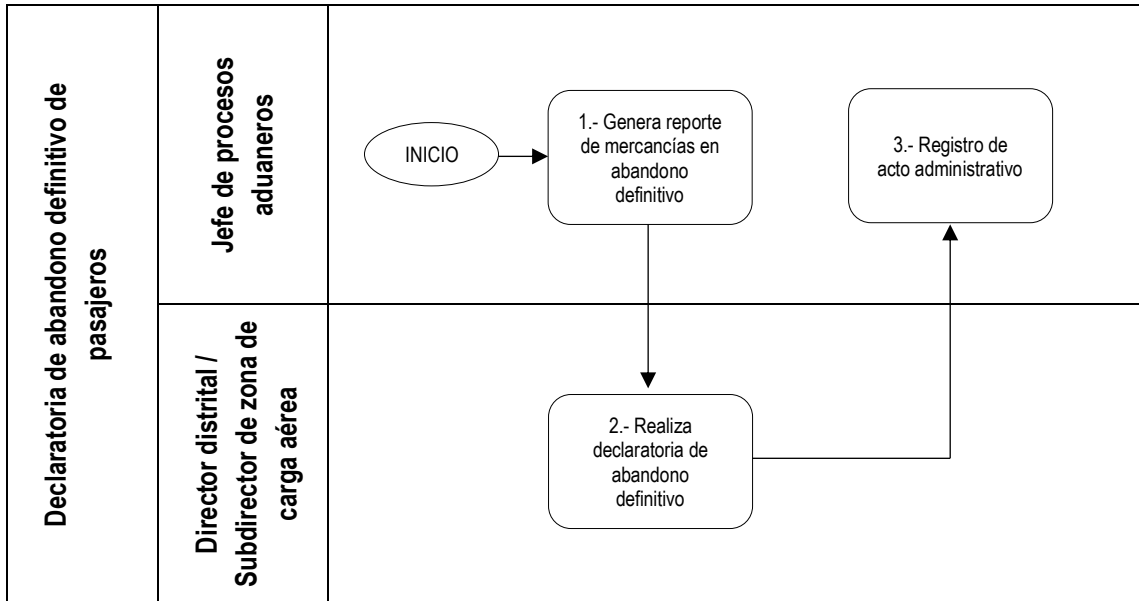 Declaratoria de abandono definitivo de
pasajeros
Jefe de procesos
aduaneros
INICIO
1.- Genera reporte
de mercancías en
abandono
definitivo
3.- Registro de
acto administrativo
Director distrital /
Subdirector de zona de
carga aérea
2.- Realiza
declaratoria de
abandono
definitivo